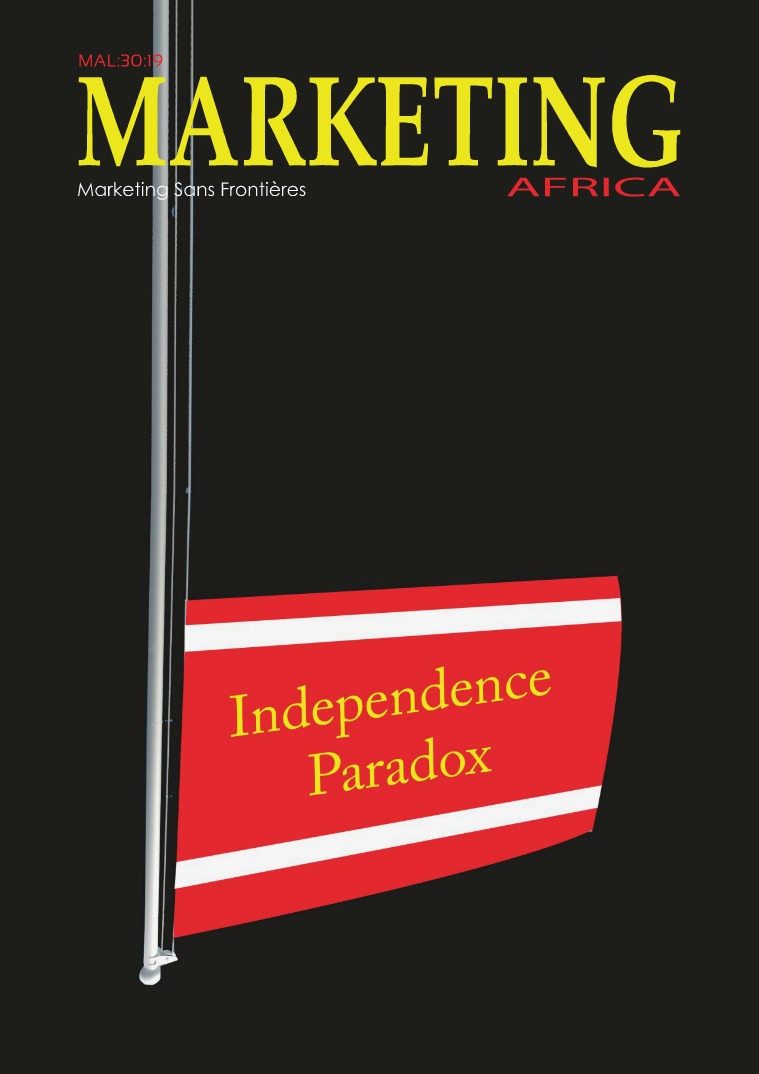 MAL:30:19
MARKETING
Marketing Sans Frontières
AFRICA
Independence
Paradox